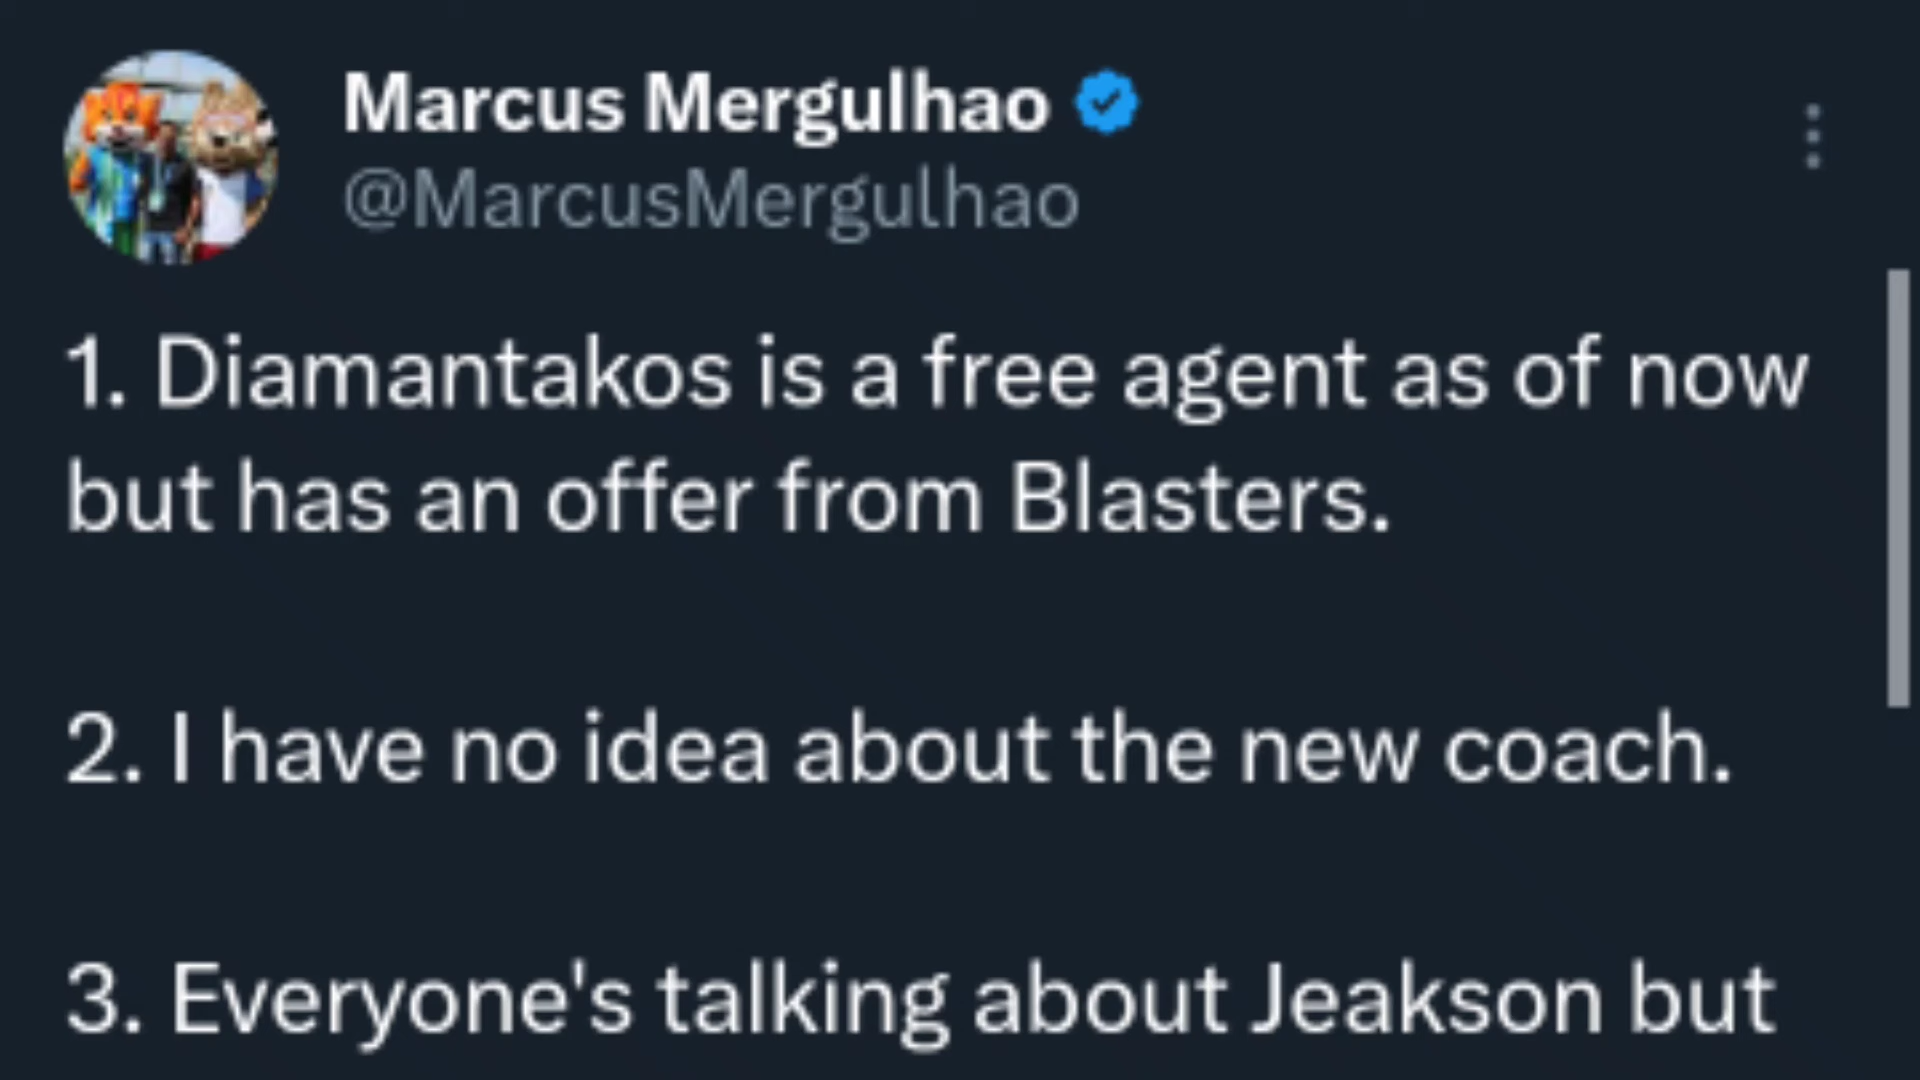 Marcus Mergulhao
@MarcusMergulhao
1. Diamantakos is a free agent as of now
but has an offer from Blasters.
2. I have no idea about the new coach.
3. Everyone's talking about Jeakson but